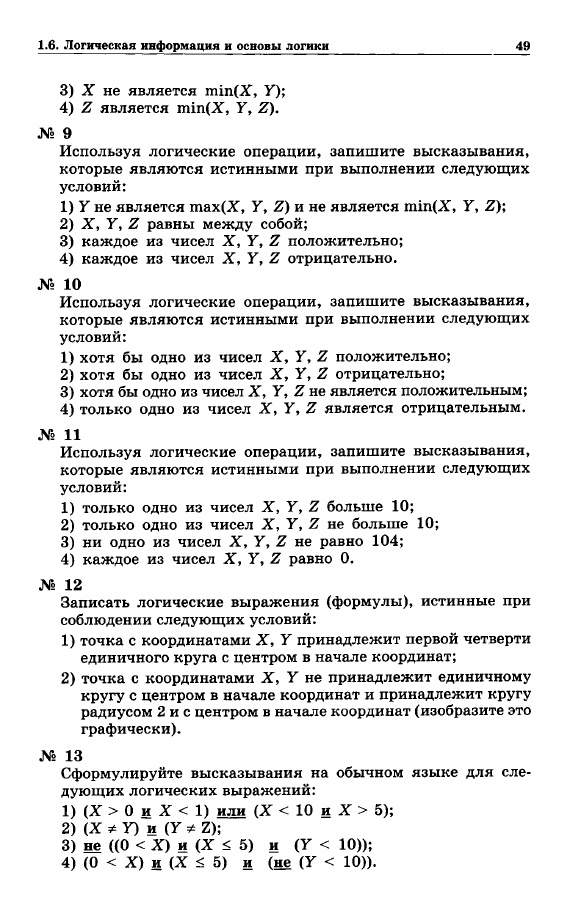 1.6. Логическая информация и основы логики 49
3) X не является min(X, Y);
4) Z является min(X, Y, Z).
№ 9
Используя логические операции, запишите высказывания,
которые являются истинными при выполнении следующих
условий:
1) Y не является max(X, Y, Z) и не является min(X, Y, Z);
2) X, Y, Z равны между собой;
3) каждое из чисел X, Y, Z положительно;
4) каждое из чисел X, Y, Z отрицательно.
№ 10
Используя логические операции, запишите высказывания,
которые являются истинными при выполнении следующих
условий:
1) хотя бы одно из чисел X, Y, Z положительно;
2) хотя бы одно из чисел X, Y, Z отрицательно;
3) хотя бы одно из чисел X, Y, Z не является положительным;
4) только одно из чисел X, Y, Z является отрицательным.
№ 11
Используя логические операции, запишите высказывания,
которые являются истинными при выполнении следующих
условий:
1) только одно из чисел X, Y, Z больше 10;
2) только одно из чисел X, Y, Z не больше 10;
3) ни одно из чисел X, Y, Z не равно 104;
4) каждое из чисел X, Y, Z равно 0.
№ 12
Записать логические выражения (формулы), истинные при
соблюдении следующих условий:
1) точка с координатами X, Y принадлежит первой четверти
единичного круга с центром в начале координат;
2) точка с координатами X, Y не принадлежит единичному
кругу с центром в начале координат и принадлежит кругу
радиусом 2 и с центром в начале координат (изобразите это
графически).
№ 13
Сформулируйте высказывания на обычном языке для сле-
дующих логических выражений:
1) (X > 0 и X < 1) или (X < 10 и X > 5);
2) (X ≠ Y) и (Y ≠ Z);
3) не ((0 < X) и (X ≤ 5) и (Y < 10));
4) (0 < X) и (X ≤ 5) и (не (Y < 10)).